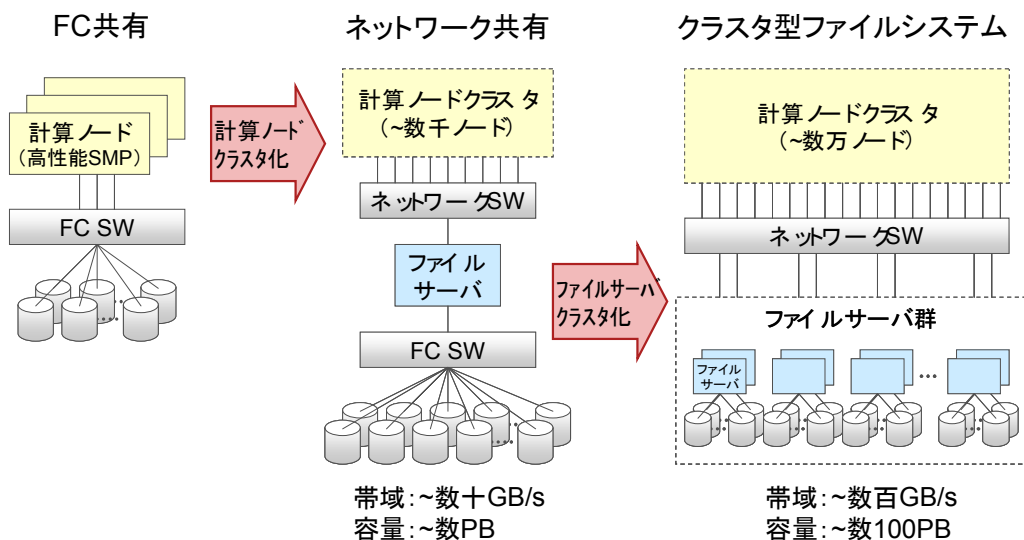 FC共有
計算ノード
(高性能SMP)
FC SW
計算ノード
クラスタ化
ネットワーク共有
計算ノードクラスタ
(~数千ノード)
ネットワークSW
ファイル
サーバ
FC SW
帯域:~数十GB/s
容量:~数PB
ファイルサーバ
クラスタ化
クラスタ型ファイルシステム
計算ノードクラスタ
(~数万ノード)
ネットワークSW
ファイルサーバ群
ファイル
サーバ
...
帯域:~数百GB/s
容量:~数100PB